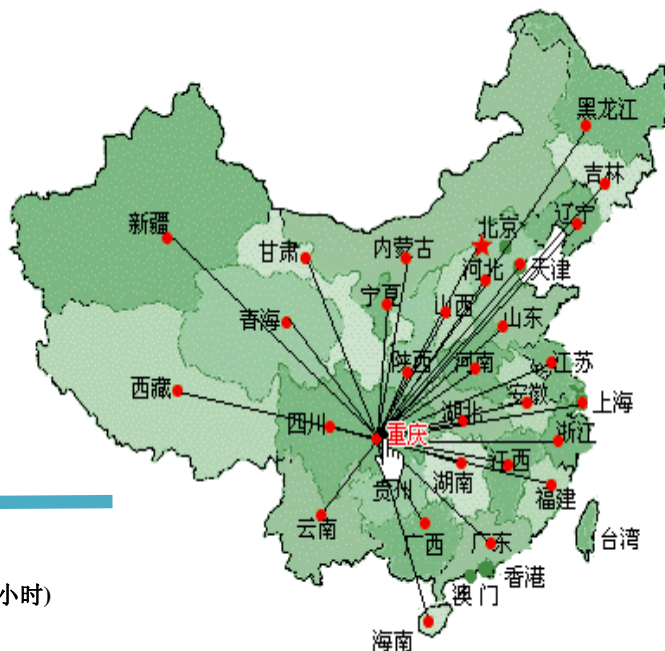 黑龙江
吉林
辽宁
北京
新疆
甘肃
内蒙古
河北
天津
宁夏
山西
青海
山东
陕西
河南
江苏
西藏
安徽
上海
四川
湖北
重庆
浙江
江西
湖南
贵州
福建
云南
广西
广东
台湾
香港
小时)
澳门
海南